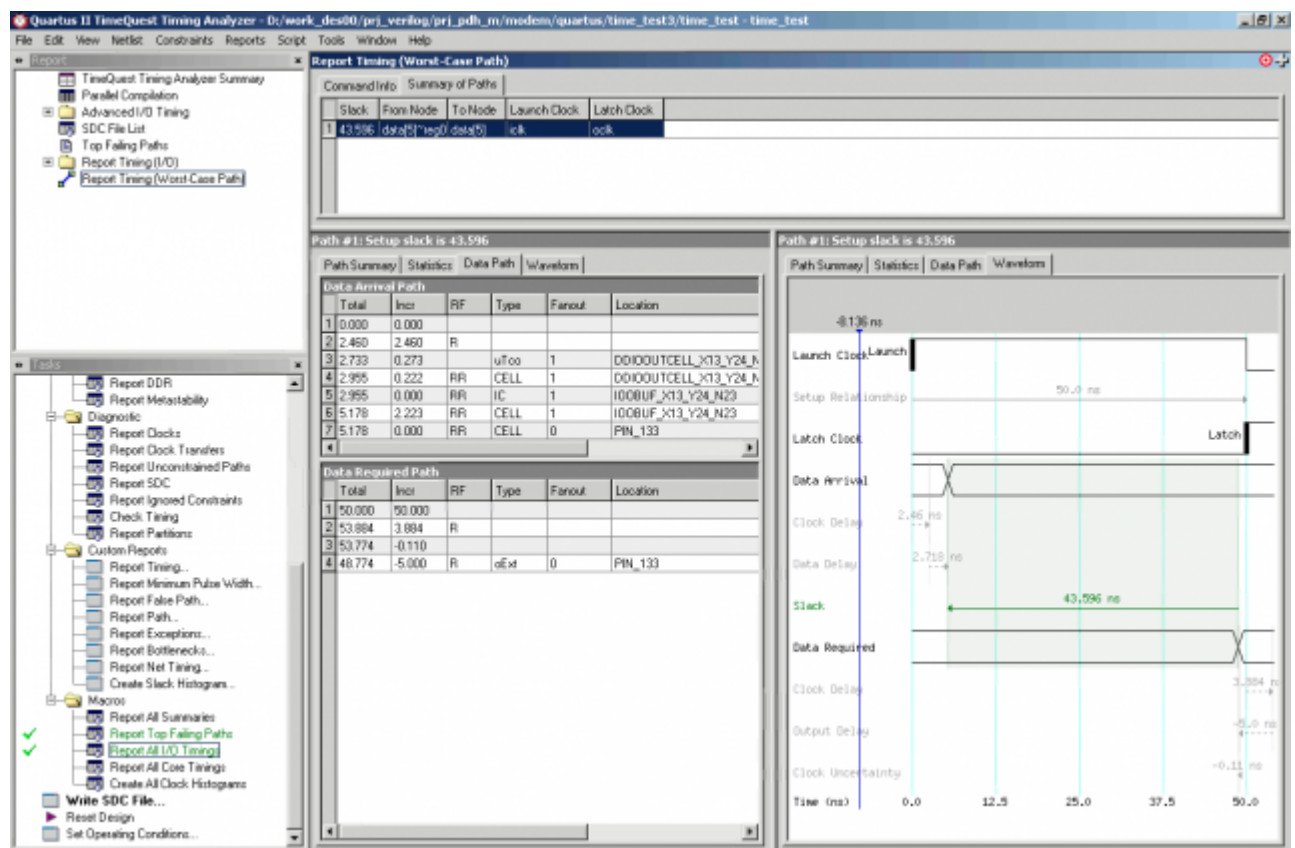 Quartus II TimeQuest Timing Analyzer - D:/work_des00/prj_verilog/prj_pdh_m/modem/quartus/time_test3/time_test - time_test
File Edit View Netlist Constraints Reports Script Tools Window Help
Report
TimeQuest Timing Analyzer Summary
Parallel Compilation
Advanced I/O Timing
SDC File List
Top Failing Paths
Report Timing (I/O)
Report Timing (Worst-Case Path)
Report Timing (Worst-Case Path)
Command Info Summary of Paths
Slack From Node To Node Launch Clock Latch Clock
1 43.596 data[5]~reg0 data[5] iclk oclk
Tasks
Report DDR
Report Metastability
Diagnostic
Report Clocks
Report Clock Transfers
Report Unconstrained Paths
Report SDC
Report Ignored Constraints
Check Timing
Report Partitions
Custom Reports
Report Timing...
Report Minimum Pulse Width...
Report False Path...
Report Path...
Report Exceptions...
Report Bottlenecks...
Report Net Timing...
Create Slack Histogram...
Macros
Report All Summaries
Report Top Failing Paths
Report All I/O Timings
Report All Core Timings
Create All Clock Histograms
Write SDC File...
Reset Design
Set Operating Conditions...
Path #1: Setup slack is 43.596
Path Summary Statistics Data Path Waveform
Data Arrival Path
Total Incr RF Type Fanout Location
1 0.000 0.000
2 2.460 2.460 R
3 2.733 0.273 uTco 1 DDIOOUTCELL_X13_Y24_N
4 2.955 0.222 RR CELL 1 DDIOOUTCELL_X13_Y24_N
5 2.955 0.000 RR IC 1 IOOBUF_X13_Y24_N23
6 5.178 2.223 RR CELL 1 IOOBUF_X13_Y24_N23
7 5.178 0.000 RR CELL 0 PIN_133
Data Required Path
Total Incr RF Type Fanout Location
1 50.000 50.000
2 53.884 3.884 R
3 53.774 -0.110
4 48.774 -5.000 R oExt 0 PIN_133
Path #1: Setup slack is 43.596
Path Summary Statistics Data Path Waveform
-8.136 ns
Launch Clock Launch
Setup Relationship 50.0 ns
Latch Clock Latch
Data Arrival
Clock Delay 2.46 ns
Data Delay 2.718 ns
Slack 43.596 ns
Data Required
Clock Delay 3.884 n
Output Delay -5.0 ns
Clock Uncertainty -0.11 ns
Time (ns) 0.0 12.5 25.0 37.5 50.0